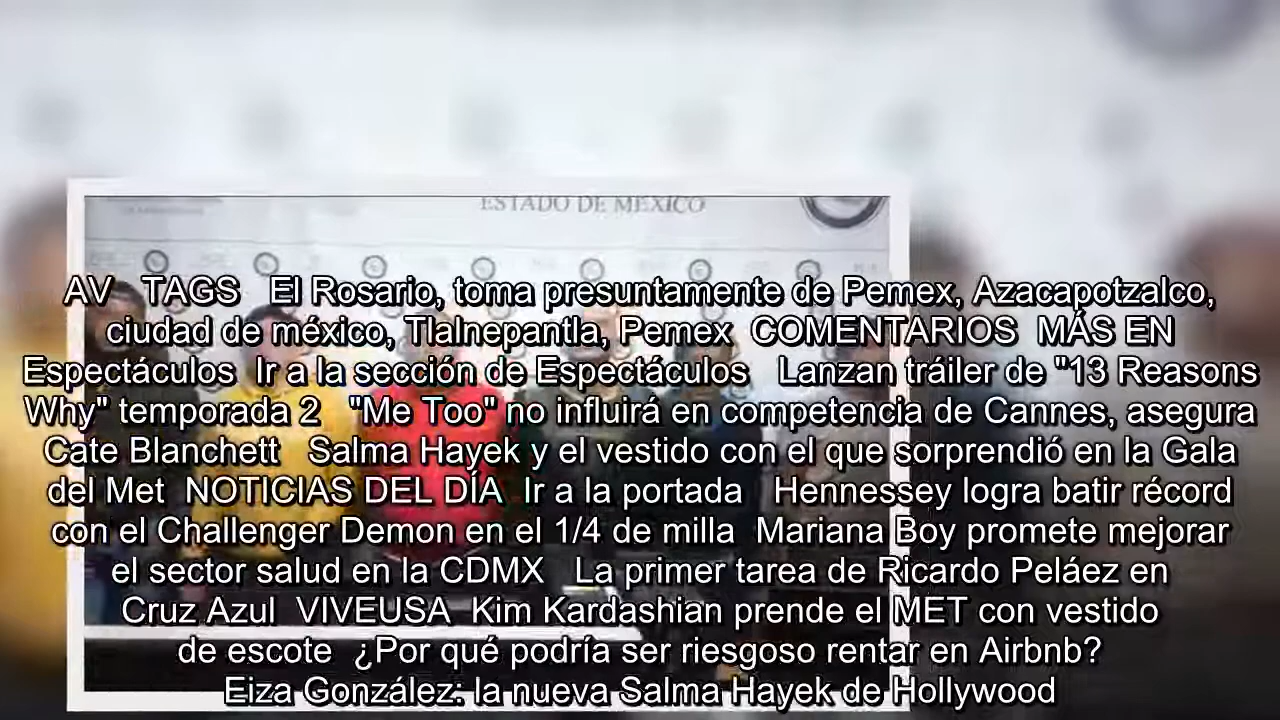 ESTADO DE MEXICO
AV TAGS El Rosario, toma presuntamente de Pemex, Azacapotzalco,
ciudad de méxico, Tlalnepantla, Pemex COMENTARIOS MÁS EN
Espectáculos Ir a la sección de Espectáculos Lanzan tráiler de "13 Reasons
Why" temporada 2 "Me Too" no influirá en competencia de Cannes, asegura
Cate Blanchett Salma Hayek y el vestido con el que sorprendió en la Gala
del Met NOTICIAS DEL DÍA Ir a la portada Hennessey logra batir récord
con el Challenger Demon en el 1/4 de milla Mariana Boy promete mejorar
el sector salud en la CDMX La primer tarea de Ricardo Peláez en
Cruz Azul VIVEUSA Kim Kardashian prende el MET con vestido
de escote ¿Por qué podría ser riesgoso rentar en Airbnb?
Eiza González: la nueva Salma Hayek de Hollywood